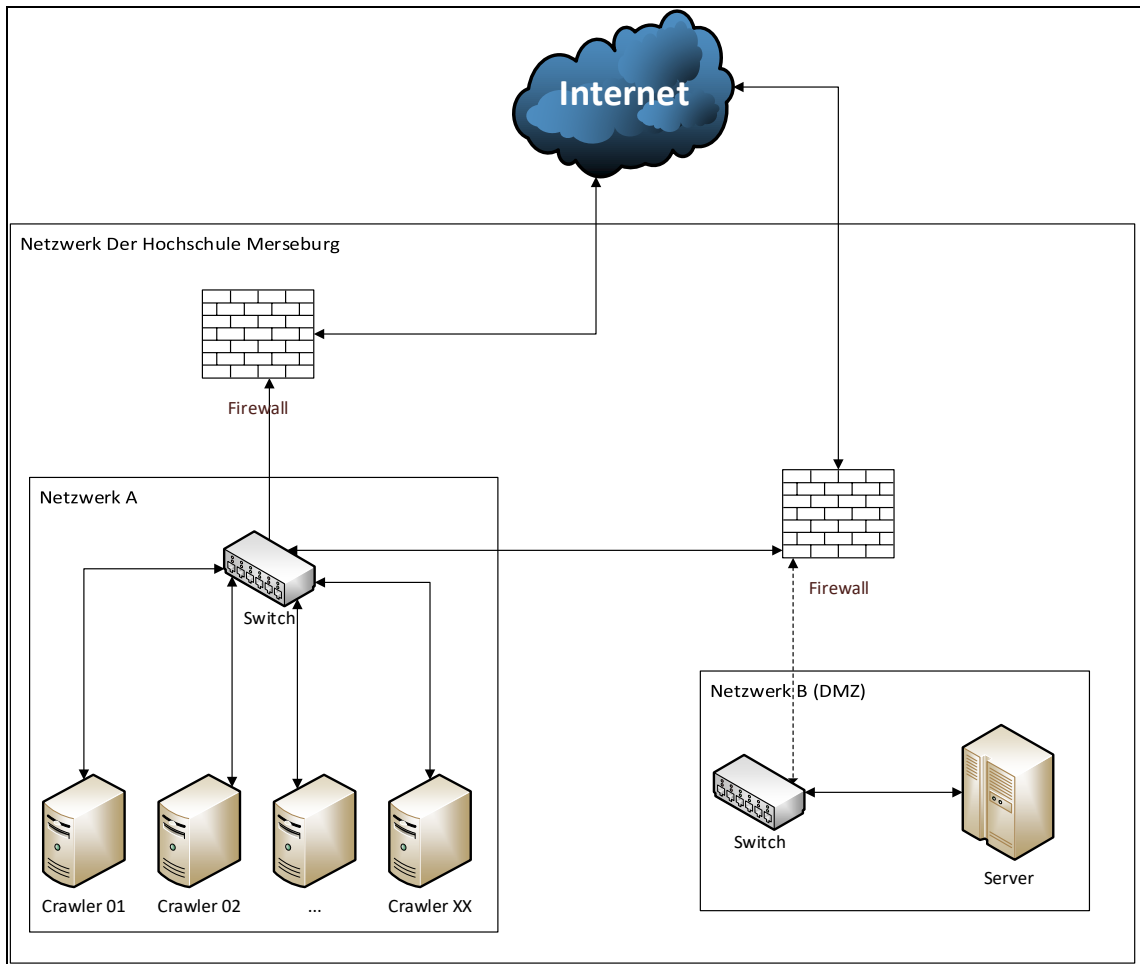 Internet
Netzwerk Der Hochschule Merseburg
Firewall
Netzwerk A
Switch
Firewall
Netzwerk B (DMZ)
Switch
Server
Crawler 01
Crawler 02
...
Crawler XX